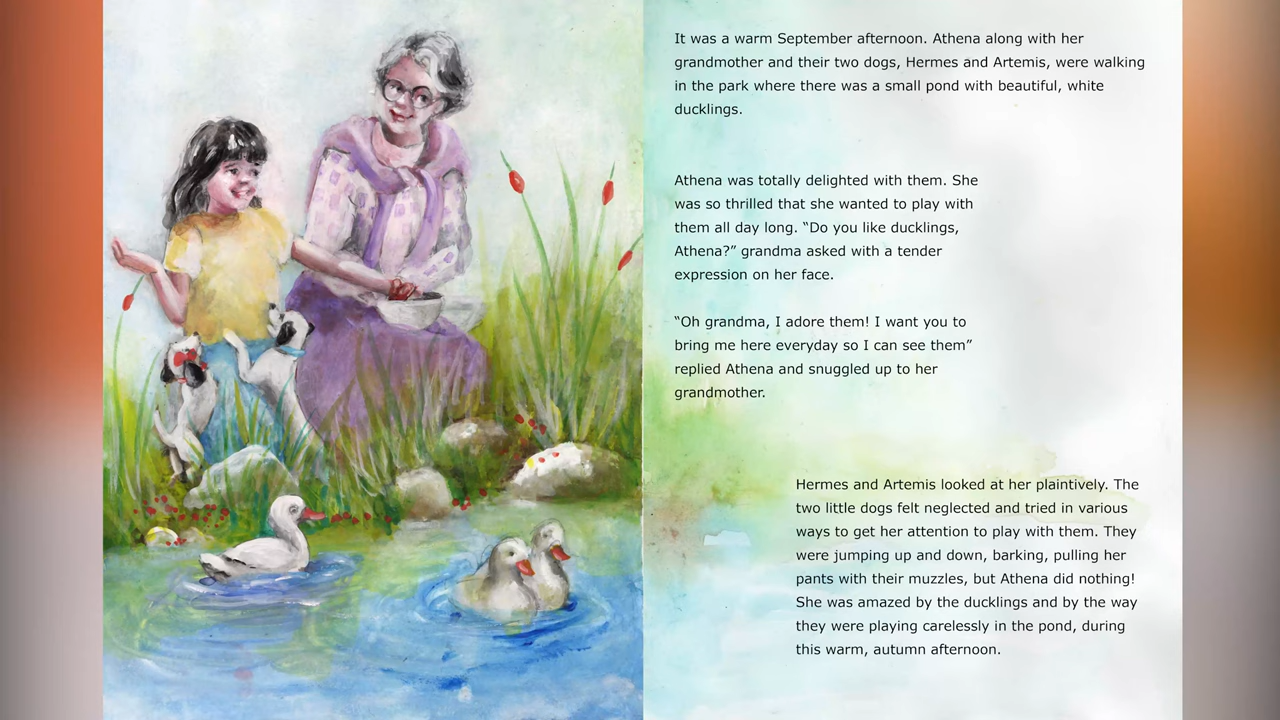 It was a warm September afternoon. Athena along with her
grandmother and their two dogs, Hermes and Artemis, were walking
in the park where there was a small pond with beautiful, white
ducklings.
Athena was totally delighted with them. She
was so thrilled that she wanted to play with
them all day long. “Do you like ducklings,
Athena?” grandma asked with a tender
expression on her face.
“Oh grandma, I adore them! I want you to
bring me here everyday so I can see them”
replied Athena and snuggled up to her
grandmother.
Hermes and Artemis looked at her plaintively. The
two little dogs felt neglected and tried in various
ways to get her attention to play with them. They
were jumping up and down, barking, pulling her
pants with their muzzles, but Athena did nothing!
She was amazed by the ducklings and by the way
they were playing carelessly in the pond, during
this warm, autumn afternoon.